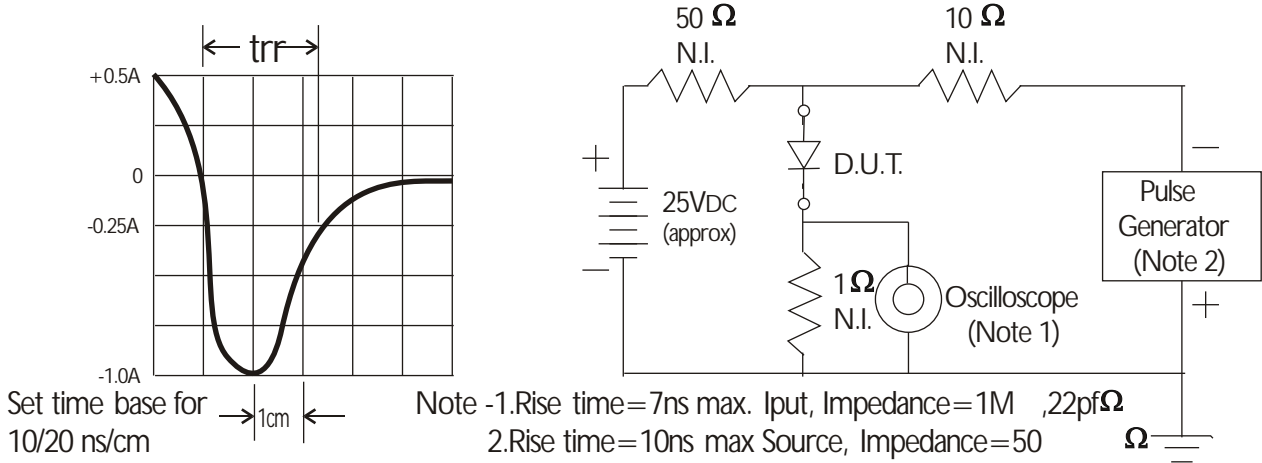 trr
+0.5A
0
-0.25A
-1.0A
1cm
Set time base for
10/20 ns/cm
50 Ω
N.I.
10 Ω
N.I.
+
25VDC
(approx)
−
D.U.T.
1Ω
N.I.
Oscilloscope
(Note 1)
−
Pulse
Generator
(Note 2)
+
Note -1.Rise time=7ns max. Iput, Impedance=1M ,22pfΩ
2.Rise time=10ns max Source, Impedance=50 Ω